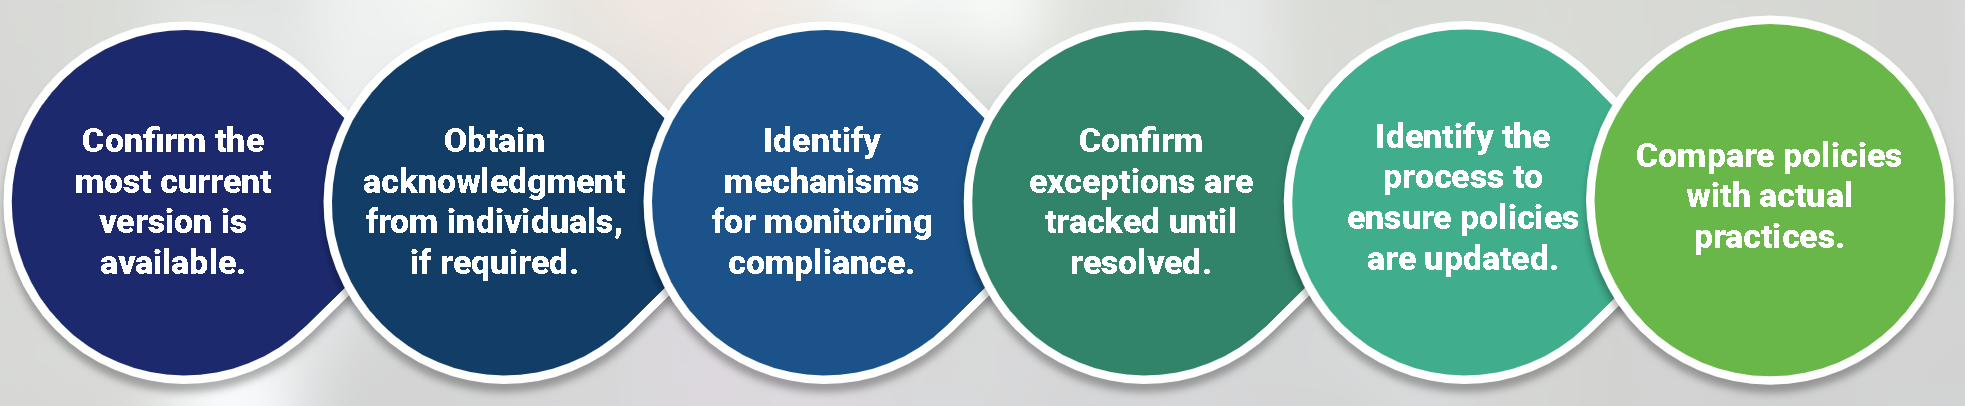 Confirm the
most current
version is
available.
Obtain
acknowledgment
from individuals,
if required.
Identify
mechanisms
for monitoring
compliance.
Confirm
exceptions are
tracked until
resolved.
Identify the
process to
ensure policies
are updated.
Compare policies
with actual
practices.